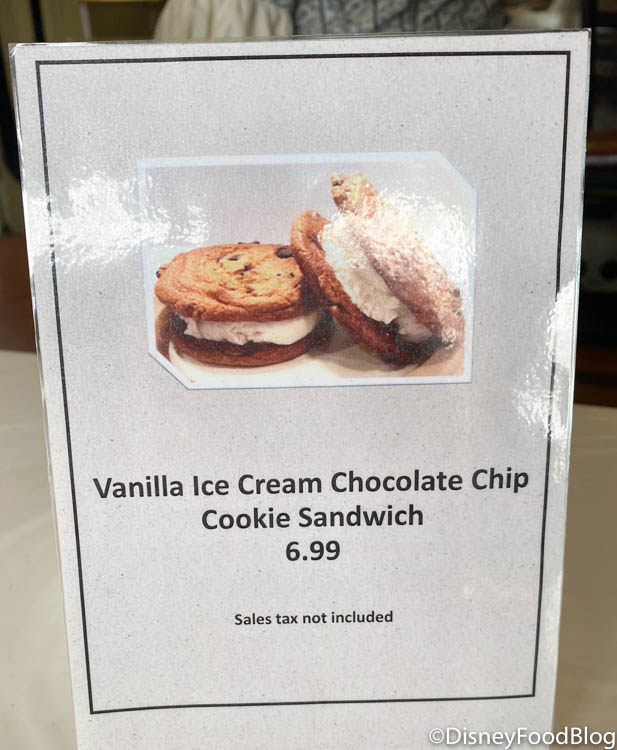 Vanilla Ice Cream Chocolate Chip
Cookie Sandwich
6.99
Sales tax not included
©DisneyFoodBlog